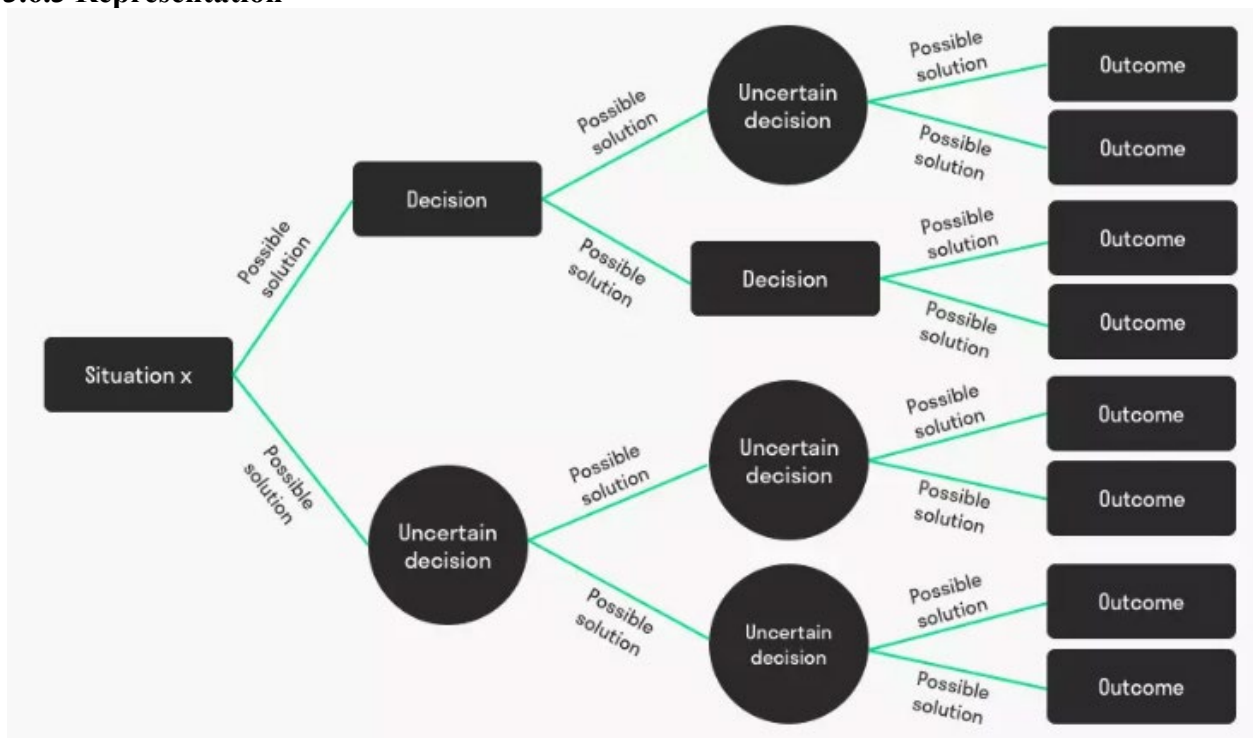 Representation
Situation x
Possible
solution
Possible
solution
Decision
Possible
solution
Possible
solution
Uncertain
decision
Possible
solution
Possible
solution
Outcome
Outcome
Decision
Possible
solution
Possible
solution
Outcome
Outcome
Uncertain
decision
Possible
solution
Possible
solution
Uncertain
decision
Possible
solution
Possible
solution
Outcome
Outcome
Uncertain
decision
Possible
solution
Possible
solution
Outcome
Outcome